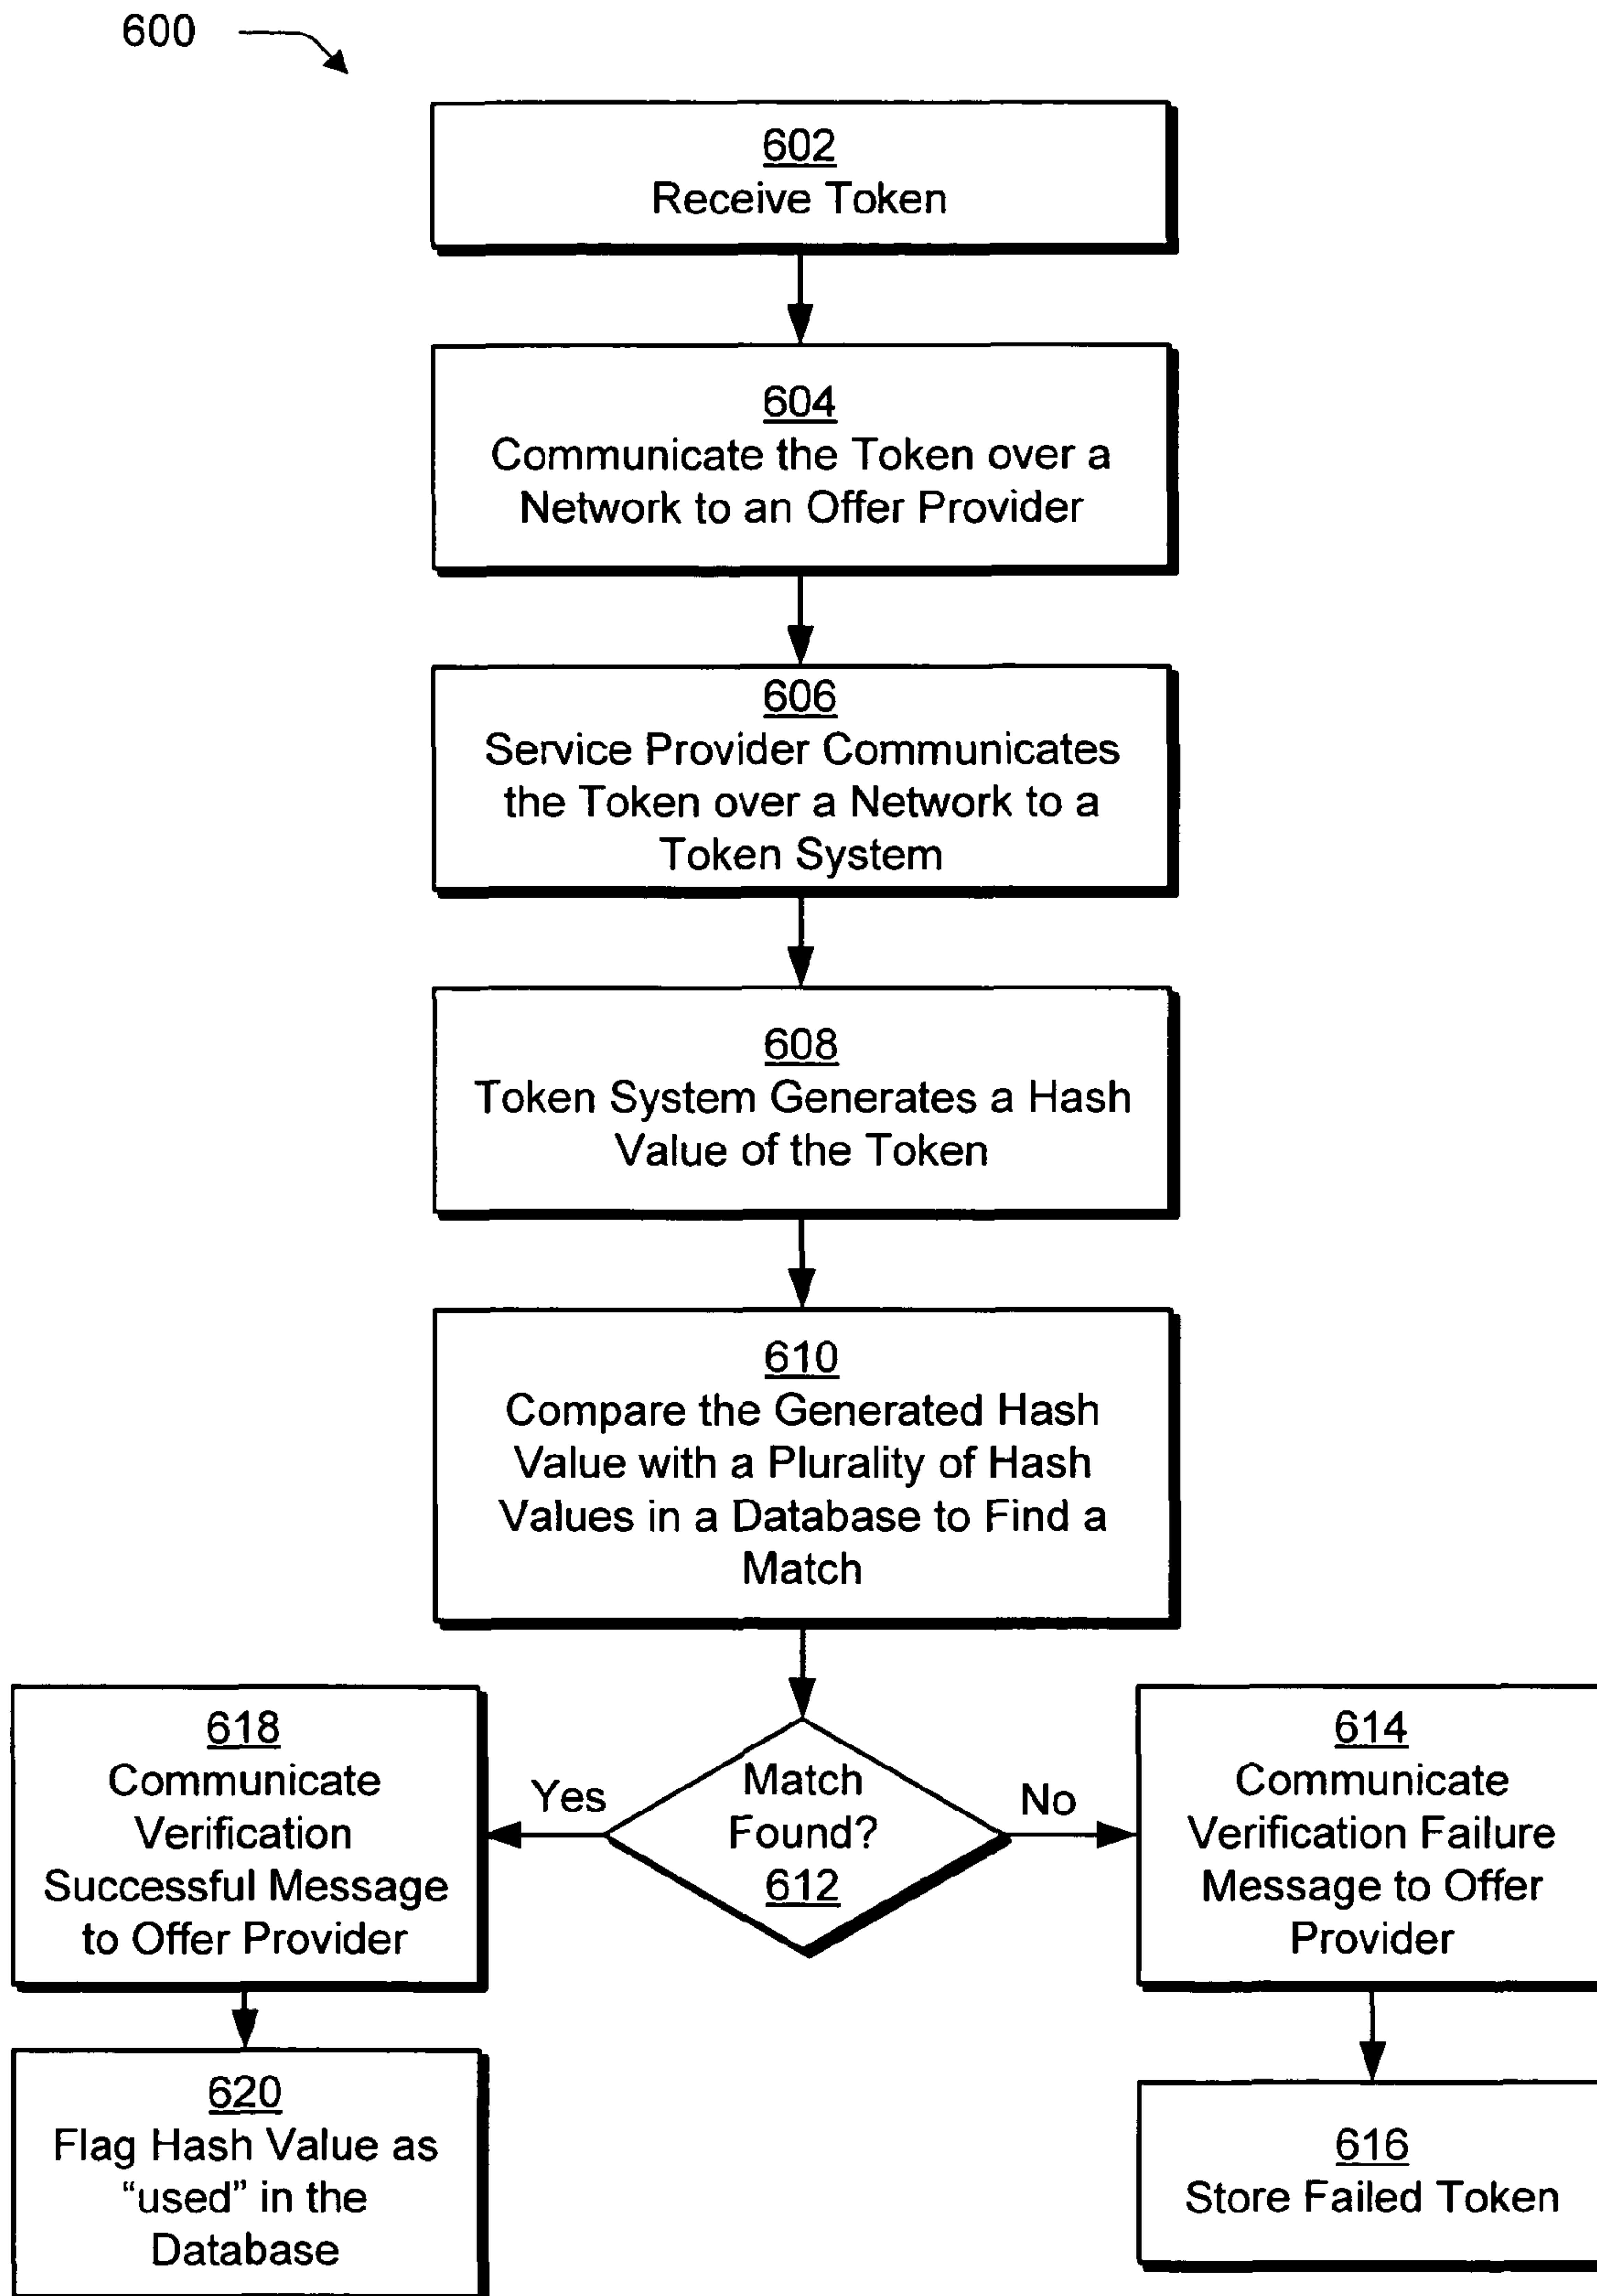 600
602
Receive Token
604
Communicate the Token over a
Network to an Offer Provider
606
Service Provider Communicates
the Token over a Network to a
Token System
608
Token System Generates a Hash
Value of the Token
610
Compare the Generated Hash
Value with a Plurality of Hash
Values in a Database to Find a
Match
Match
Found?
612
Yes
No
618
Communicate
Verification
Successful Message
to Offer Provider
614
Communicate
Verification Failure
Message to Offer
Provider
620
Flag Hash Value as
“used” in the
Database
616
Store Failed Token